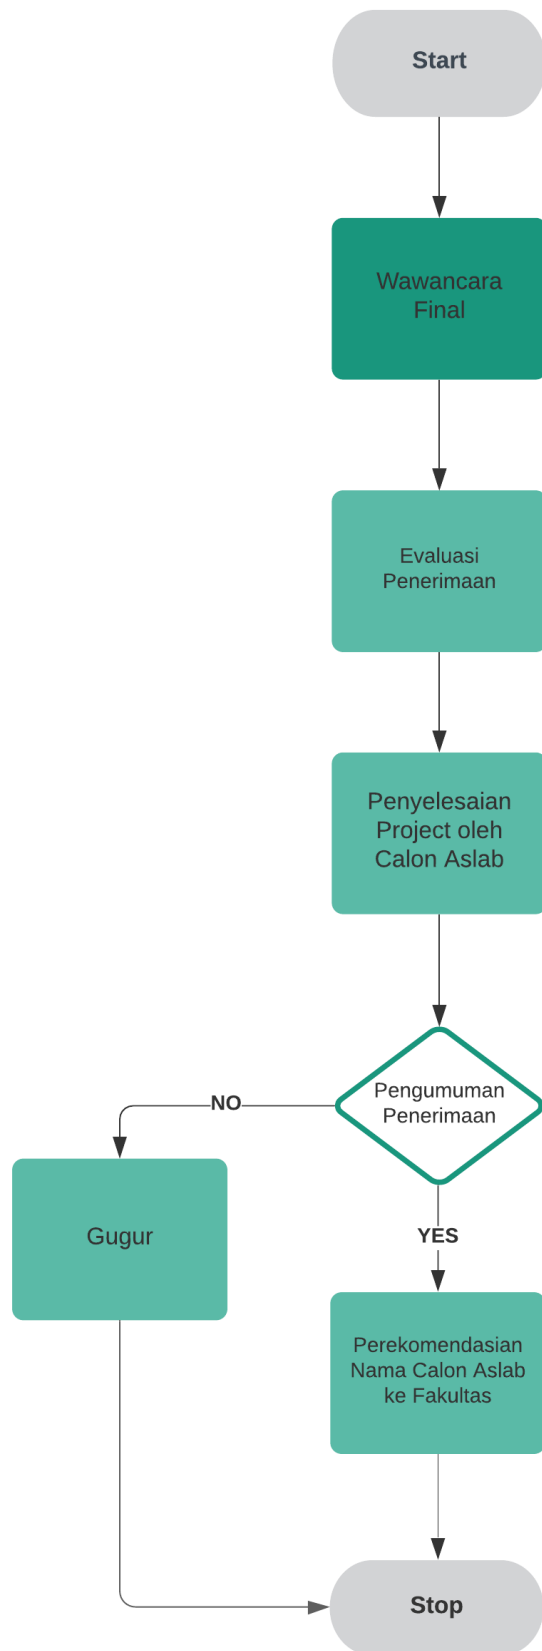 Start
Wawancara
Final
Evaluasi
Penerimaan
Penyelesaian
Project oleh
Calon Aslab
Pengumuman
Penerimaan
NO
YES
Gugur
Perekomendasian
Nama Calon Aslab
ke Fakultas
Stop